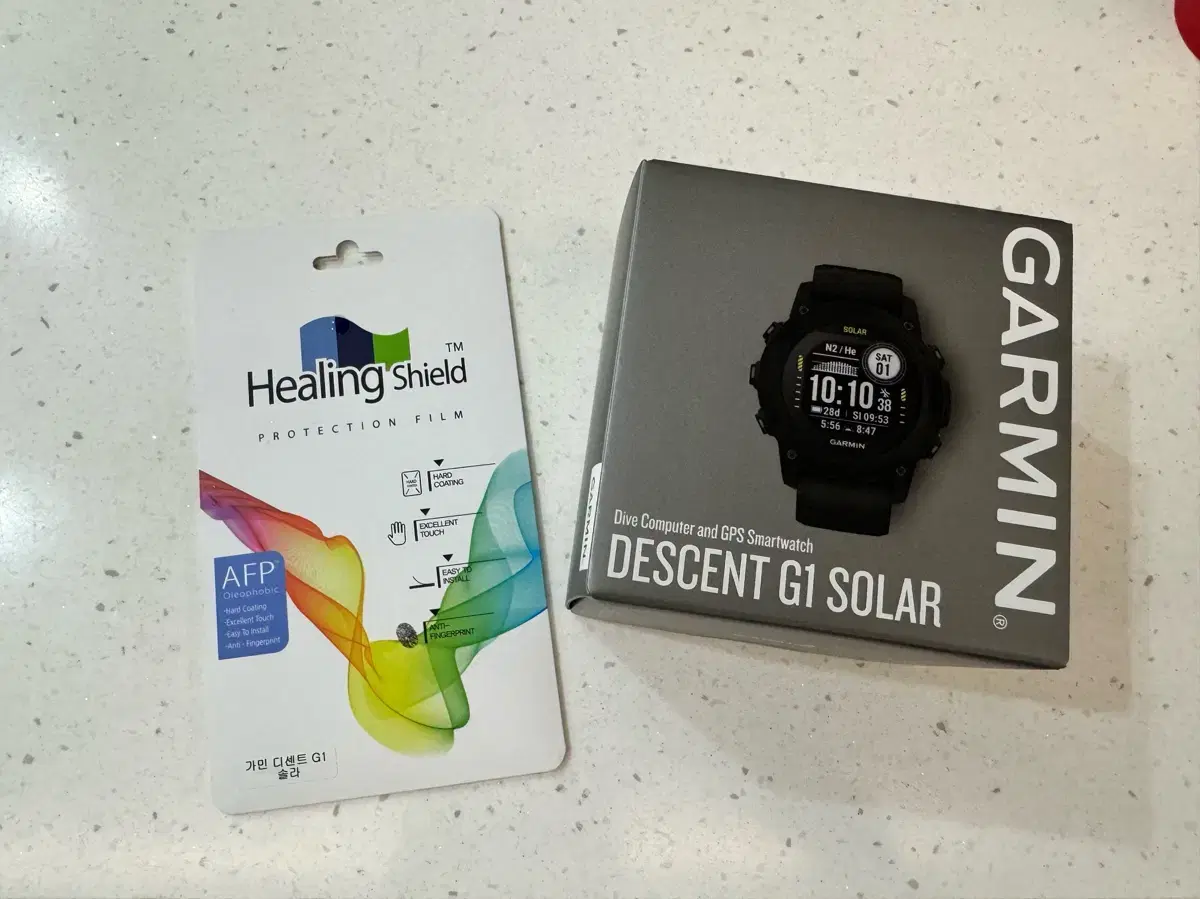 Healing Shield™
PROTECTION FILM
HARD
COATING
EXCELLENT
TOUCH
EASY TO
INSTALL
ANTI-
FINGERPRINT
AFP
Oleophobic
·Hard Coating
·Excellent Touch
·Easy To Install
·Anti - Fingerprint
가민 디센트 G1
솔라
GARMIN®
SOLAR
N2 / He
SAT
01
10:10 38
28d | SI 09:53
5:56 8:47
GARMIN
GARMIN
Dive Computer and GPS Smartwatch
DESCENT G1 SOLAR